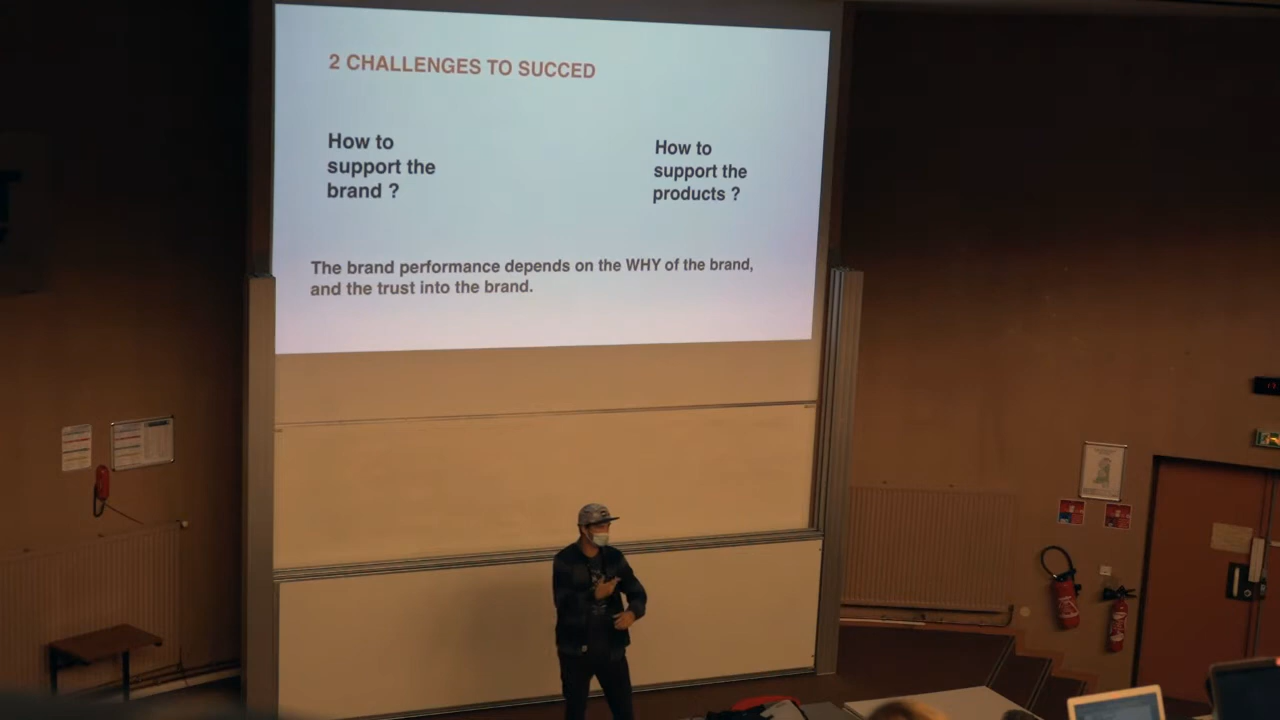 2 CHALLENGES TO SUCCED
How to
support the
brand ?
How to
support the
products ?
The brand performance depends on the WHY of the brand,
and the trust into the brand.